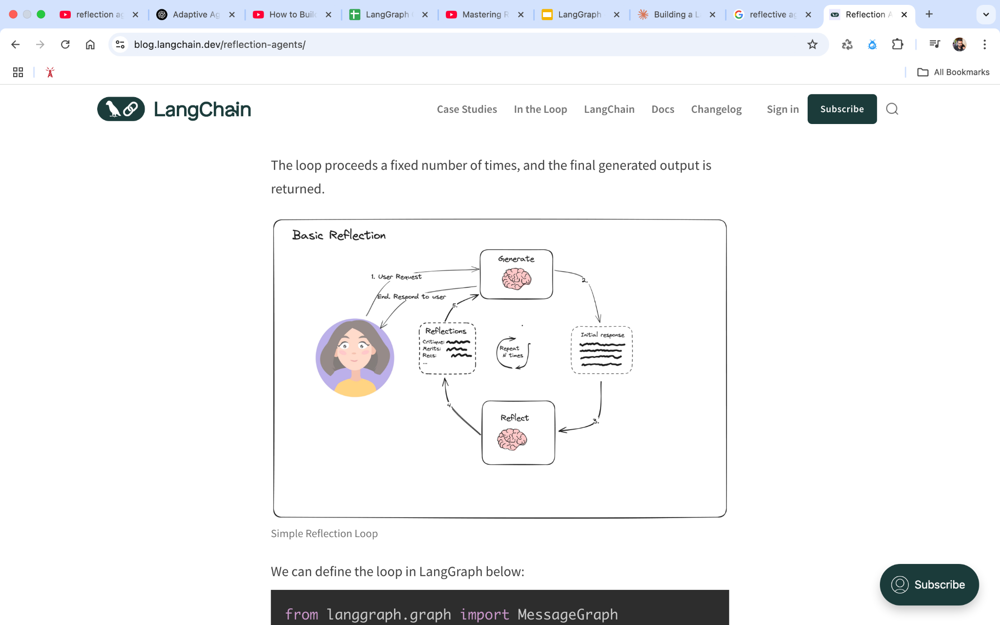 reflection ag
Adaptive Ag
How to Buil
LangGraph
Mastering R
LangGraph
Building a L
reflective ag
Reflection A
blog.langchain.dev/reflection-agents/
All Bookmarks
LangChain
Case Studies
In the Loop
LangChain
Docs
Changelog
Sign in
Subscribe
The loop proceeds a fixed number of times, and the final generated output is
returned.
Basic Reflection
Generate
1. User Request
2.
End. Respond to user
5.
Reflections
Critique:
Merits:
Recs:
...
Repeat
N times
Initial response
4.
Reflect
3.
Simple Reflection Loop
We can define the loop in LangGraph below:
Subscribe
from langgraph.graph import MessageGraph